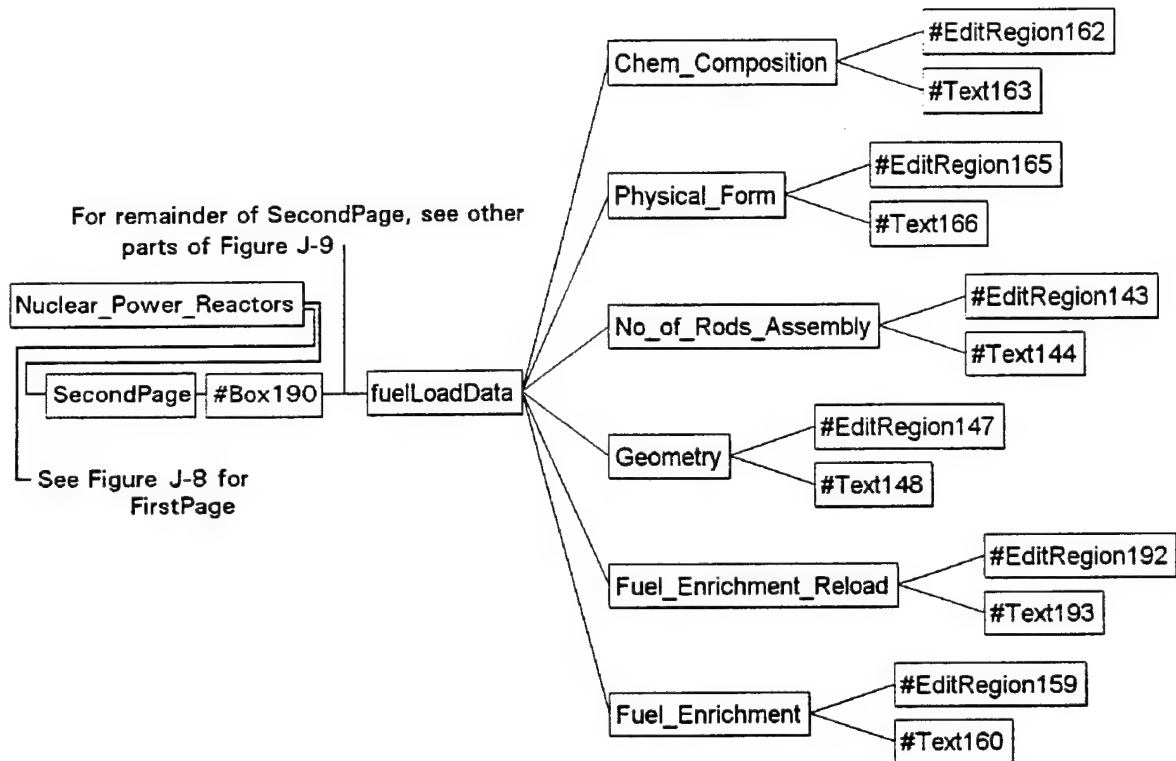 #EditRegion162
Chem_Composition
#Text163
#EditRegion165
Physical_Form
#Text166
For remainder of SecondPage, see other
parts of Figure J-9
Nuclear_Power_Reactors
#EditRegion143
No_of_Rods_Assembly
#Text144
SecondPage
#Box190
fuelLoadData
#EditRegion147
Geometry
#Text148
See Figure J-8 for
FirstPage
#EditRegion192
Fuel_Enrichment_Reload
#Text193
#EditRegion159
Fuel_Enrichment
#Text160